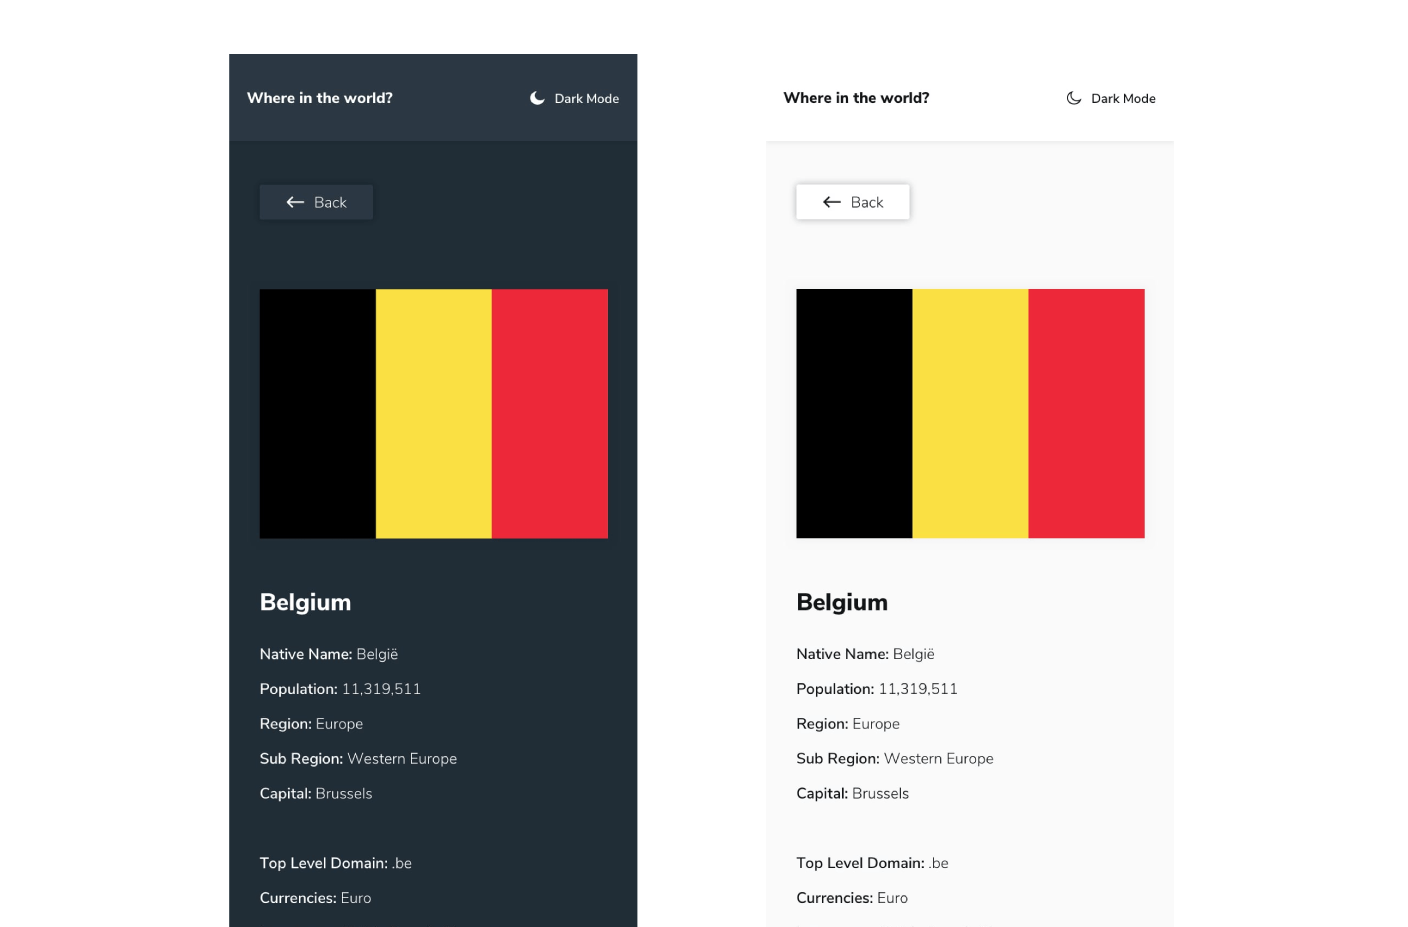 Where in the world?
Dark Mode
Back
Belgium
Native Name: België
Population: 11,319,511
Region: Europe
Sub Region: Western Europe
Capital: Brussels
Top Level Domain: .be
Currencies: Euro
Where in the world?
Dark Mode
Back
Belgium
Native Name: België
Population: 11,319,511
Region: Europe
Sub Region: Western Europe
Capital: Brussels
Top Level Domain: .be
Currencies: Euro